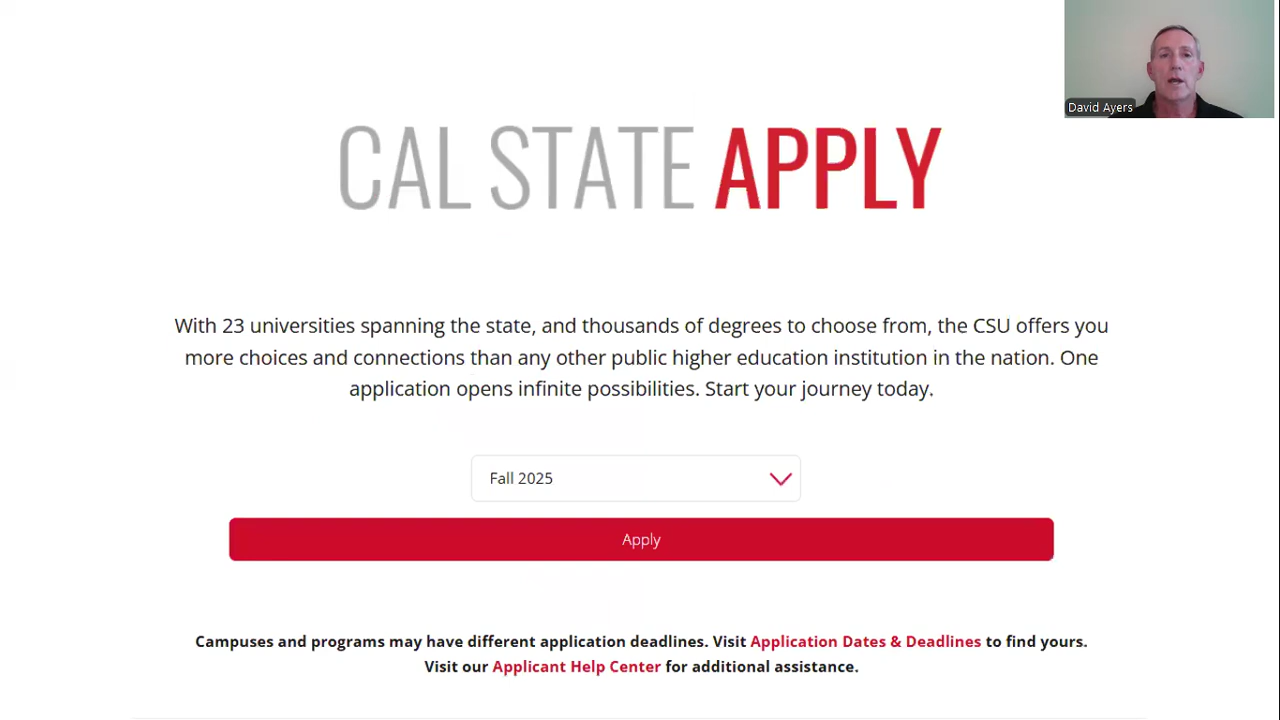 David Ayers
CAL STATE APPLY
With 23 universities spanning the state, and thousands of degrees to choose from, the CSU offers you
more choices and connections than any other public higher education institution in the nation. One
application opens infinite possibilities. Start your journey today.
Fall 2025
Apply
Campuses and programs may have different application deadlines. Visit Application Dates & Deadlines to find yours.
Visit our Applicant Help Center for additional assistance.